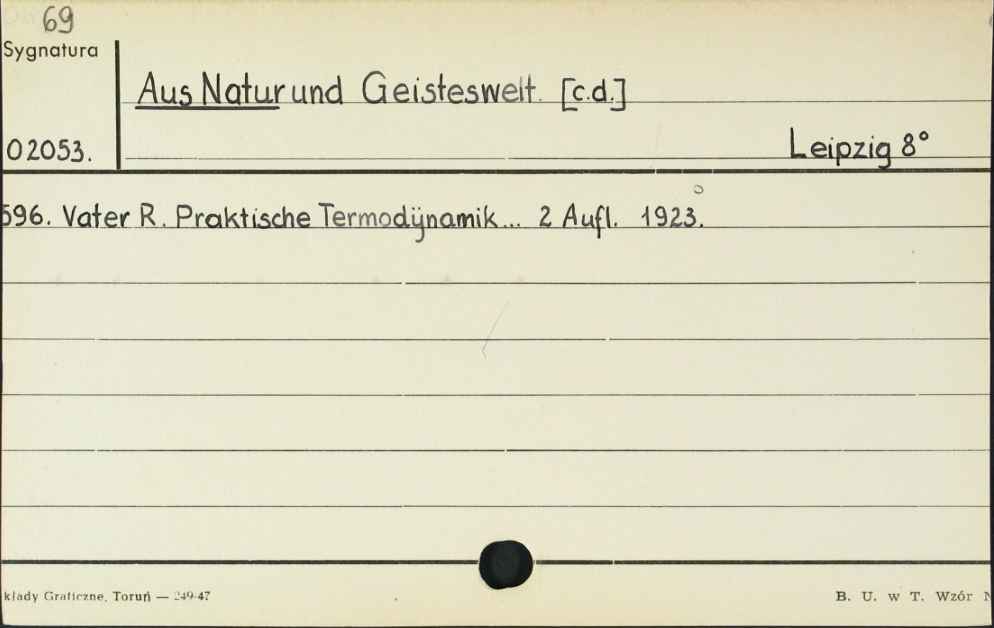 69
Sygnatura
Aus Natur und Geisteswelt. [c.d.]
02053.
Leipzig 8°
596. Vater R. Praktische Termodÿnamik... 2 Aufl. 1923.
kłady Graficzne, Toruń — 249-47
B. U. w T. Wzór